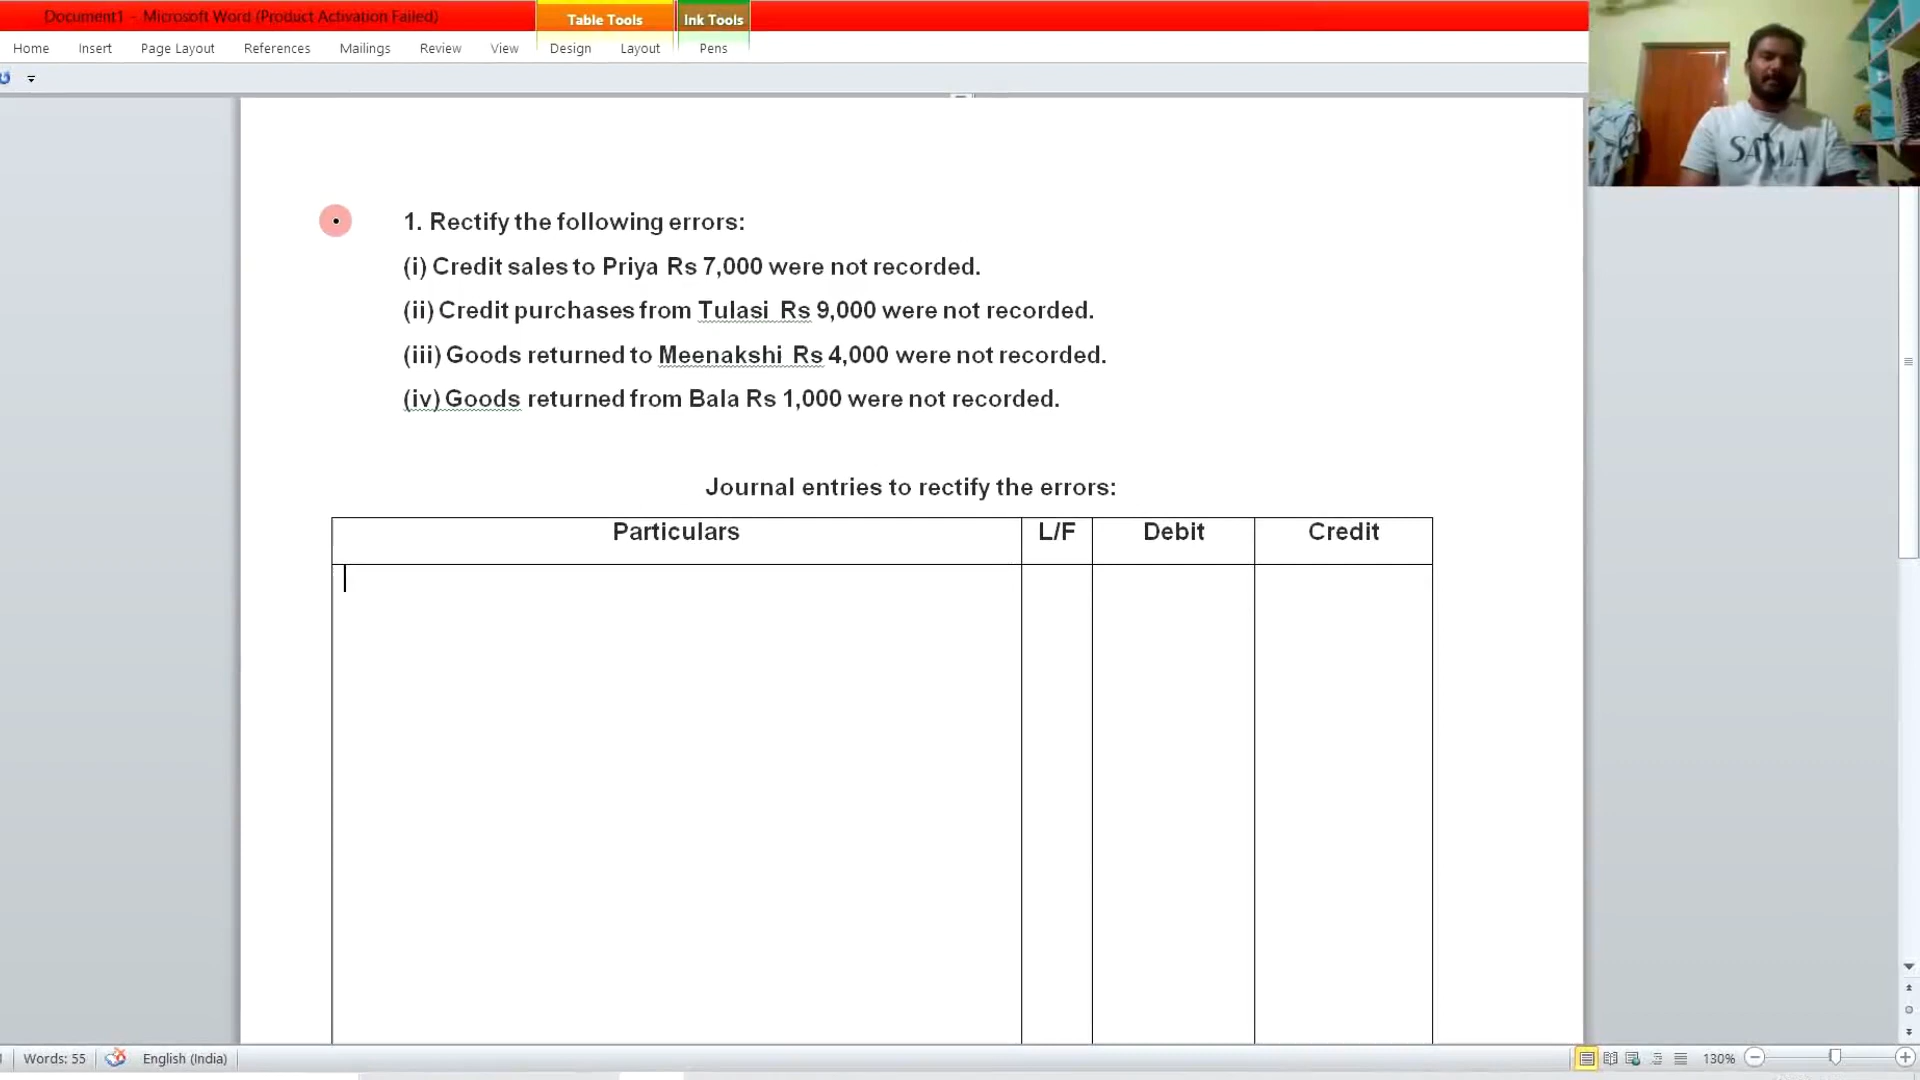 Document1 - Microsoft Word (Product Activation Failed)
Table Tools
Ink Tools
Home
Insert
Page Layout
References
Mailings
Review
View
Design
Layout
Pens
SAMLA
1. Rectify the following errors:
(i) Credit sales to Priya Rs 7,000 were not recorded.
(ii) Credit purchases from Tulasi Rs 9,000 were not recorded.
(iii) Goods returned to Meenakshi Rs 4,000 were not recorded.
(iv) Goods returned from Bala Rs 1,000 were not recorded.
Journal entries to rectify the errors:
Particulars
L/F
Debit
Credit
Words: 55
English (India)
130%